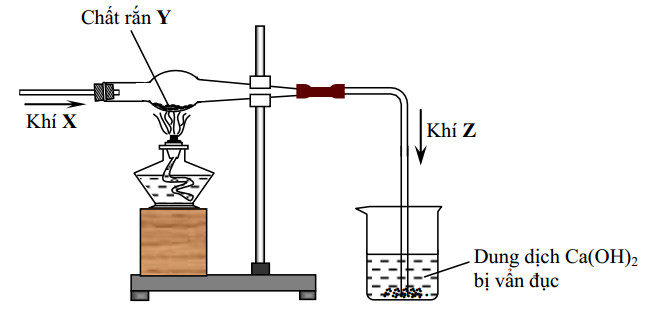 Chất rắn Y
Khí X
Khí Z
Dung dịch Ca(OH)₂
bị vẩn đục